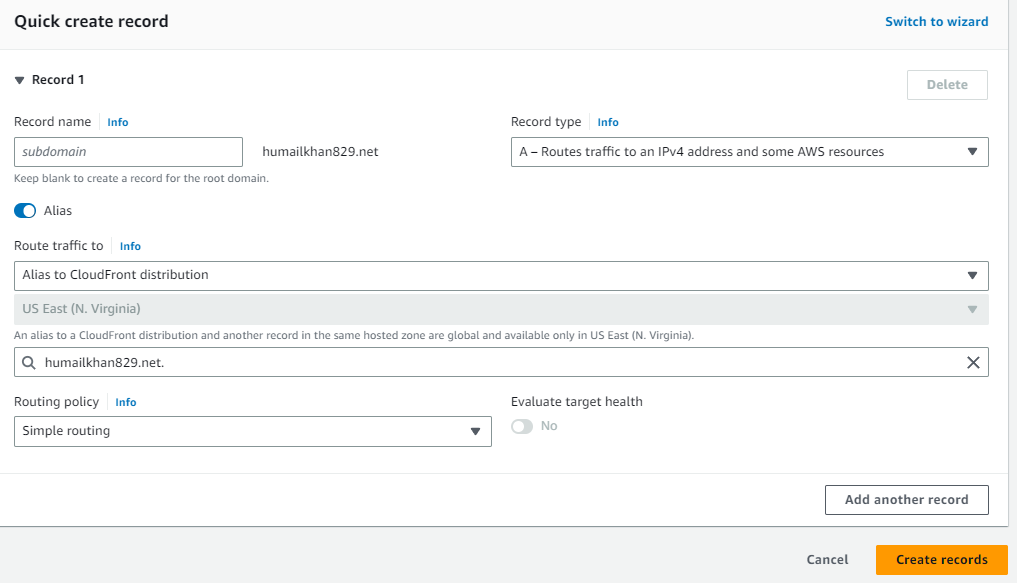 Quick create record
Switch to wizard
Record 1
Delete
Record name Info
Record type Info
subdomain
humailkhan829.net
A – Routes traffic to an IPv4 address and some AWS resources
Keep blank to create a record for the root domain.
Alias
Route traffic to Info
Alias to CloudFront distribution
US East (N. Virginia)
An alias to a CloudFront distribution and another record in the same hosted zone are global and available only in US East (N. Virginia).
humailkhan829.net.
Routing policy Info
Evaluate target health
Simple routing
No
Add another record
Cancel
Create records